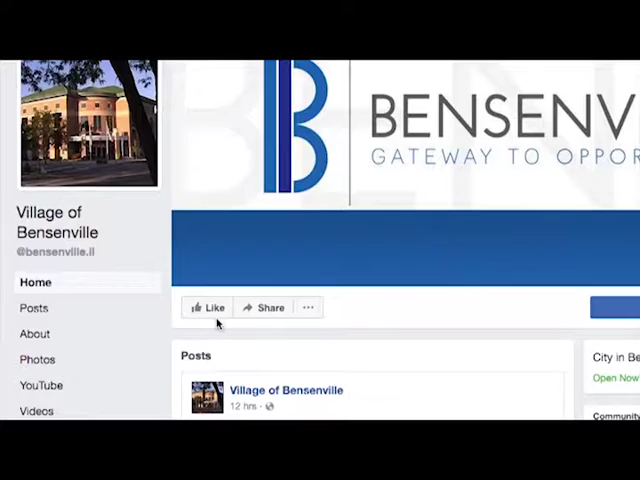 B
BENSENV
GATEWAY TO OPPOR
Village of
Bensenville
@bensenville.il
Home
Posts
About
Photos
YouTube
Videos
Like
Share
...
Posts
Village of Bensenville
12 hrs ·
City in Be
Open Now
Community